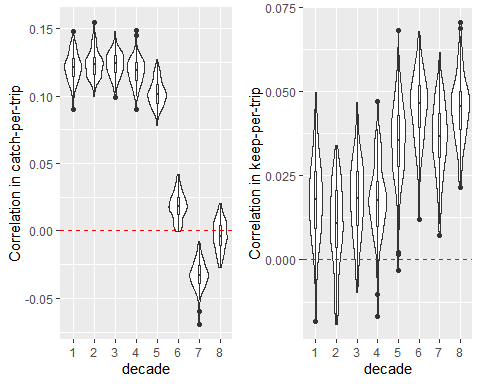 Correlation in catch-per-trip
0.15
0.10
0.05
0.00
-0.05
1 2 3 4 5 6 7 8
decade
Correlation in keep-per-trip
0.075
0.050
0.025
0.000
1 2 3 4 5 6 7 8
decade